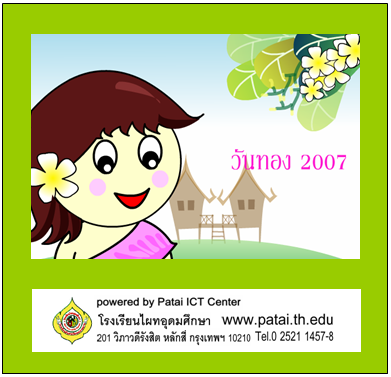 วันทอง 2007
powered by Patai ICT Center
โรงเรียนไผทอุดมศึกษา www.patai.th.edu
201 วิภาวดีรังสิต หลักสี่ กรุงเทพฯ 10210 Tel.0 2521 1457-8